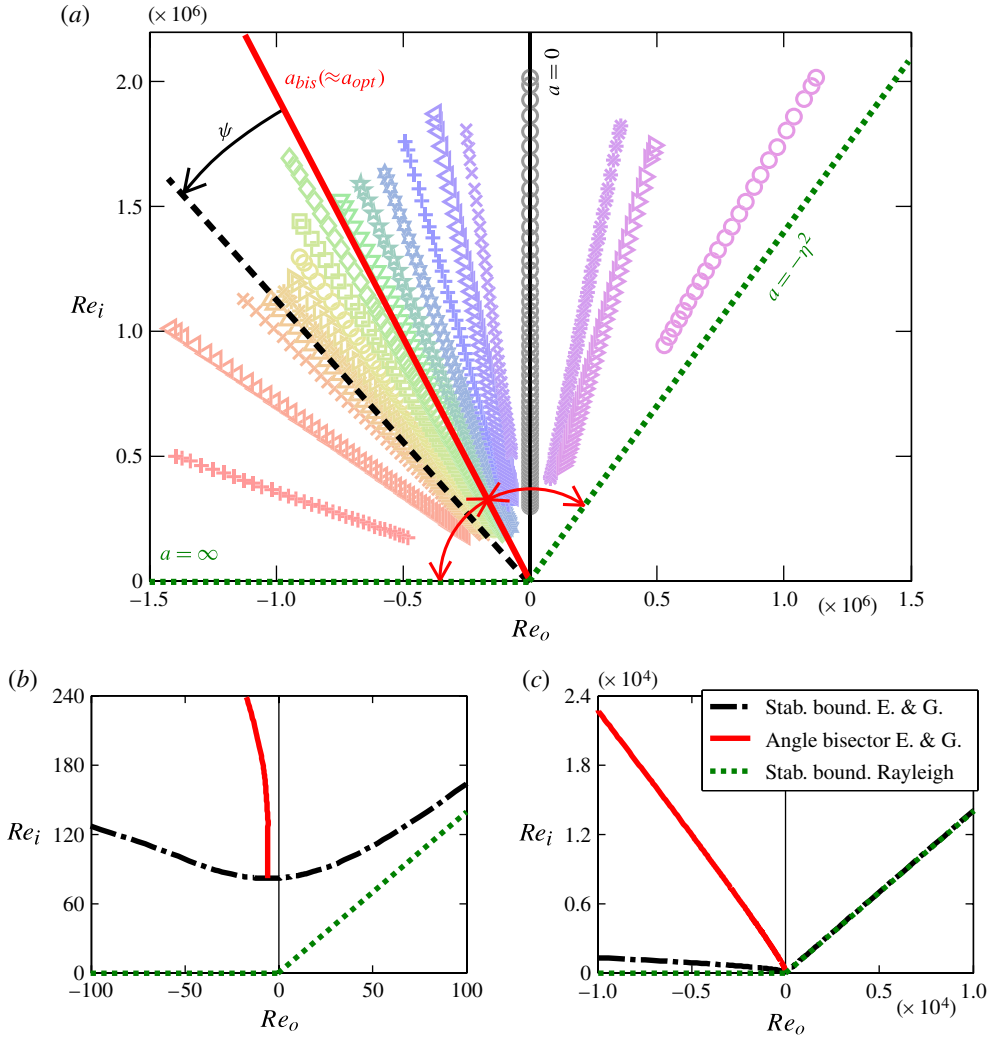 (a)
(× 10⁶)
2.0
1.5
1.0
0.5
0
Re_i
a_bis(≈a_opt)
ψ
a = 0
a = −η²
a = ∞
−1.5
−1.0
−0.5
0
0.5
1.0
1.5
(× 10⁶)
Re_o
(b)
240
180
120
60
0
Re_i
−100
−50
0
50
100
Re_o
(c)
(× 10⁴)
2.4
1.8
1.2
0.6
0
Re_i
Stab. bound. E. & G.
Angle bisector E. & G.
Stab. bound. Rayleigh
−1.0
−0.5
0
0.5
1.0
(× 10⁴)
Re_o